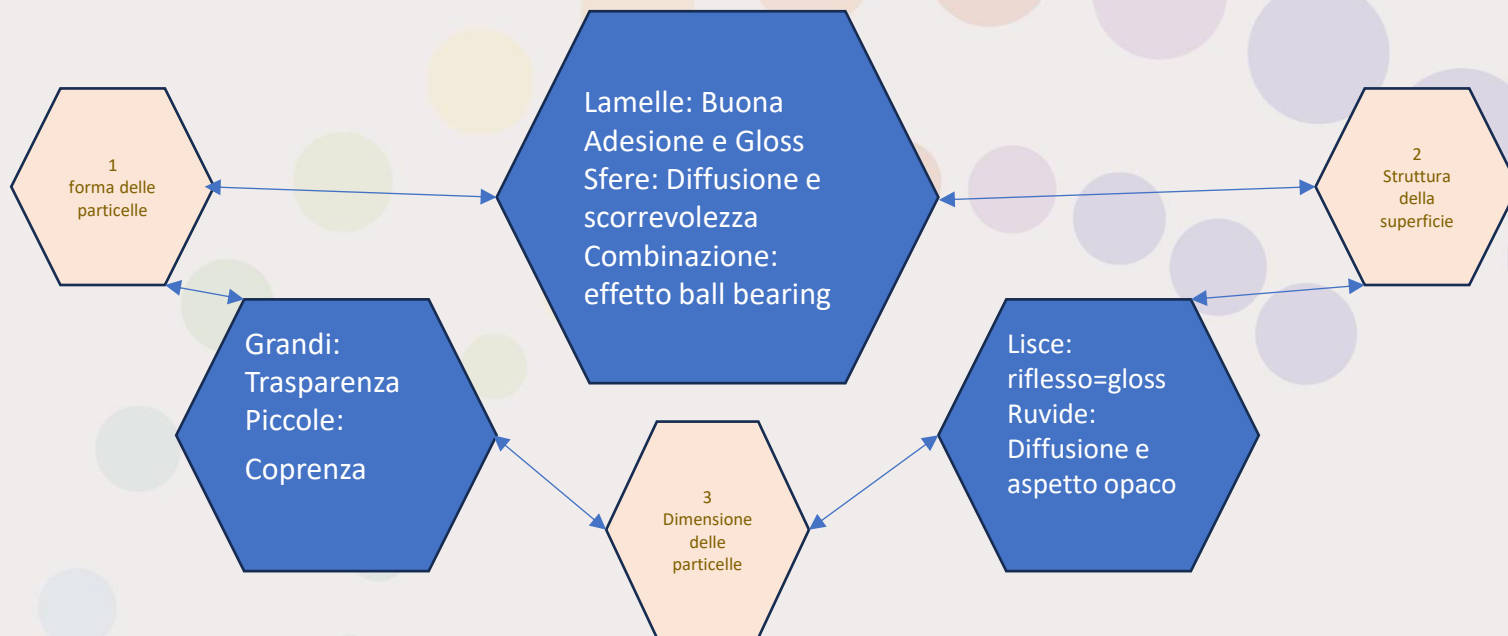 1
forma delle
particelle
Lamelle: Buona
Adesione e Gloss
Sfere: Diffusione e
scorrevolezza
Combinazione:
effetto ball bearing
2
Struttura
della
superficie
Grandi:
Trasparenza
Piccole:
Coprenza
3
Dimensione
delle
particelle
Lisce:
riflesso=gloss
Ruvide:
Diffusione e
aspetto opaco